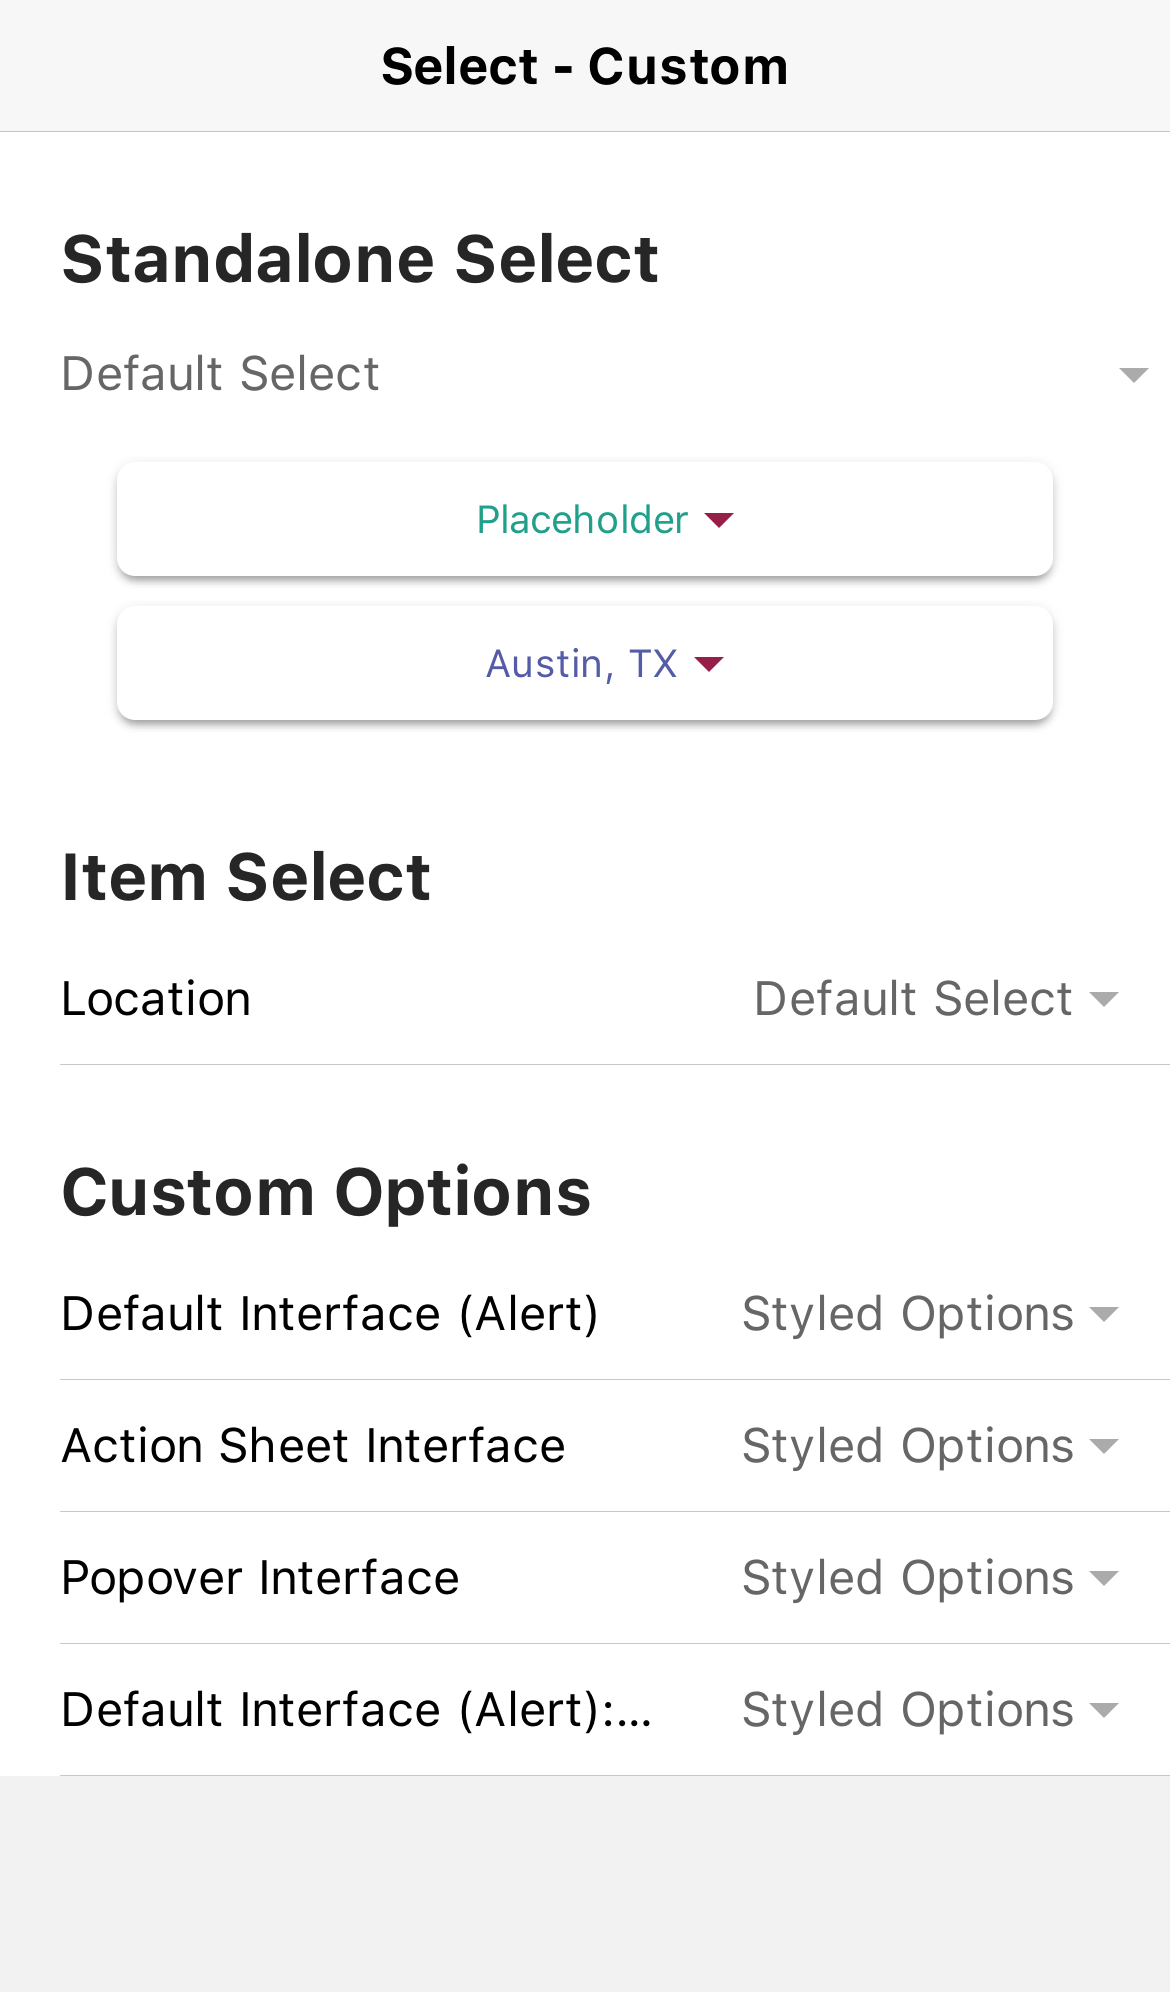 Select - Custom
Standalone Select
Default Select
Placeholder
Austin, TX
Item Select
Location Default Select
Custom Options
Default Interface (Alert) Styled Options
Action Sheet Interface Styled Options
Popover Interface Styled Options
Default Interface (Alert):... Styled Options